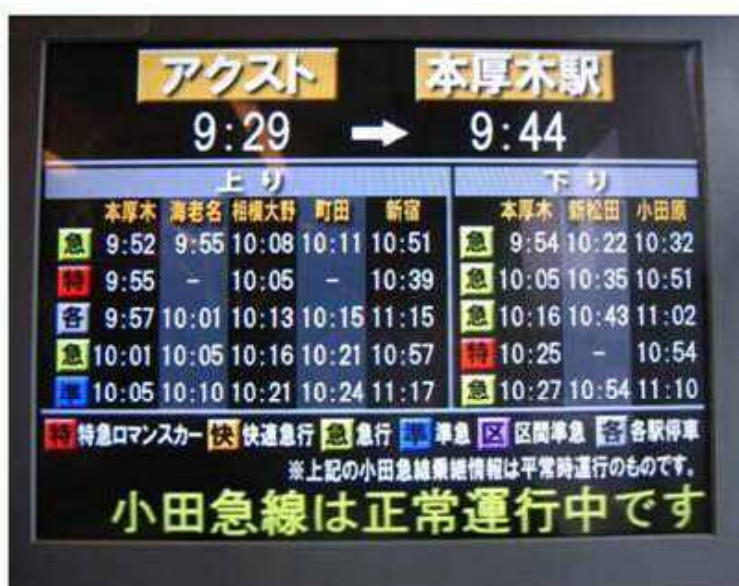 アクスト 本厚木駅
9:29 → 9:44
上り 下り
本厚木 海老名 相模大野 町田 新宿 本厚木 新松田 小田原
急 9:52 9:55 10:08 10:11 10:51 急 9:54 10:22 10:32
特 9:55 - 10:05 - 10:39 急 10:05 10:35 10:51
各 9:57 10:01 10:13 10:15 11:15 急 10:16 10:43 11:02
急 10:01 10:05 10:16 10:21 10:57 特 10:25 - 10:54
準 10:05 10:10 10:21 10:24 11:17 急 10:27 10:54 11:10
特 特急ロマンスカー 快 快速急行 急 急行 準 準急 区 区間準急 各 各駅停車
※上記の小田急線乗継情報は平常時運行のものです。
小田急線は正常運行中です